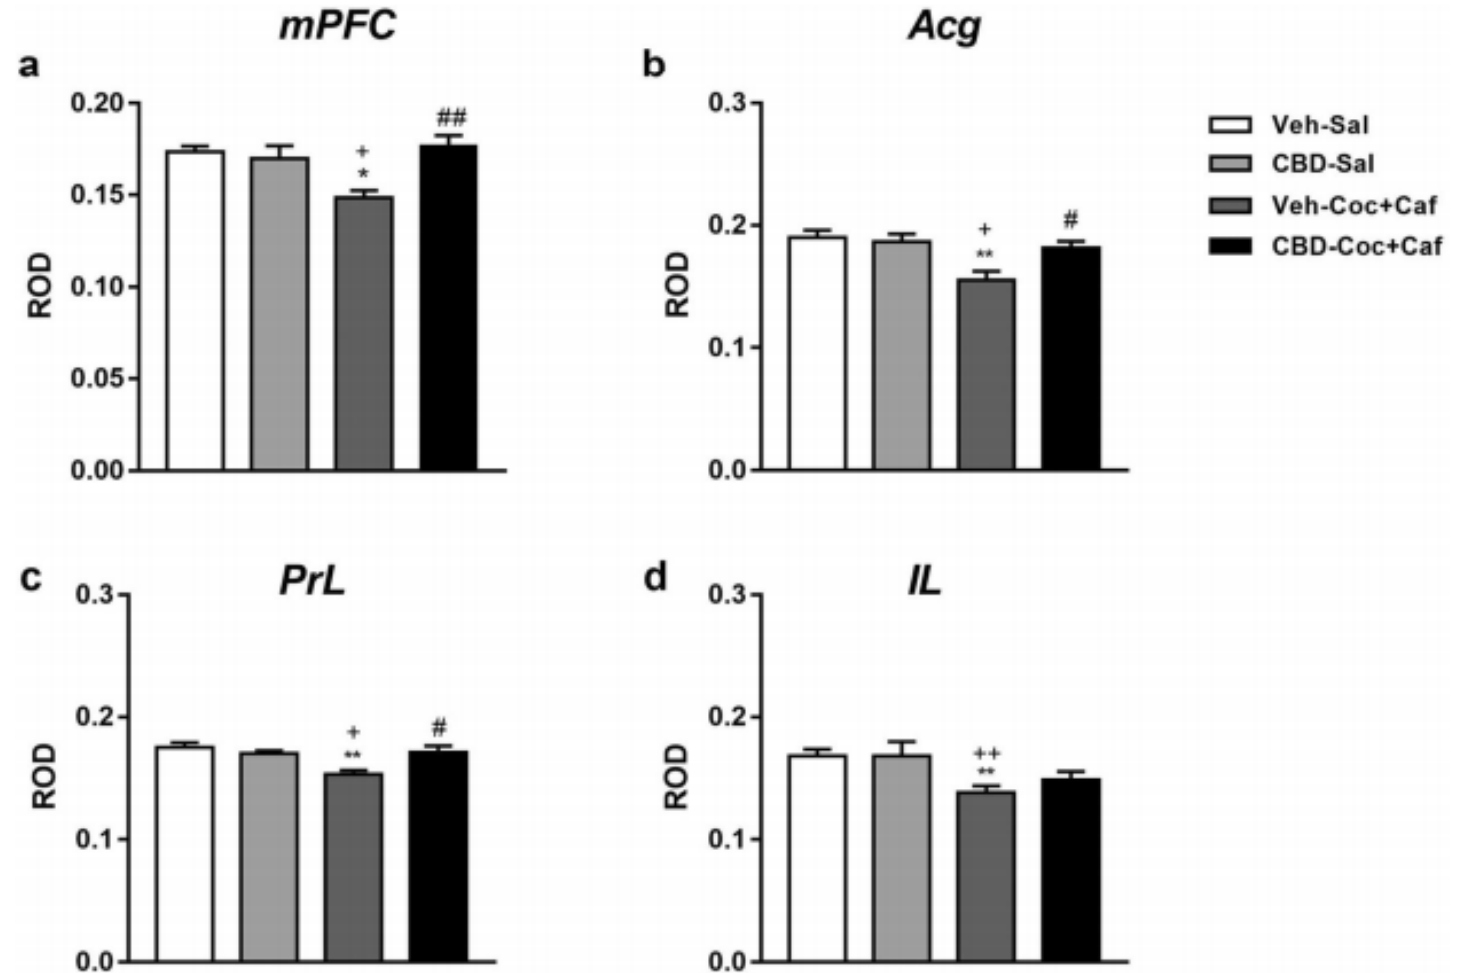 mPFC
a
0.20
0.15
0.10
0.05
0.00
ROD
+
*
##
Acg
b
0.3
0.2
0.1
0.0
ROD
+
**
#
Veh-Sal
CBD-Sal
Veh-Coc+Caf
CBD-Coc+Caf
PrL
c
0.3
0.2
0.1
0.0
ROD
+
**
#
IL
d
0.3
0.2
0.1
0.0
ROD
++
**